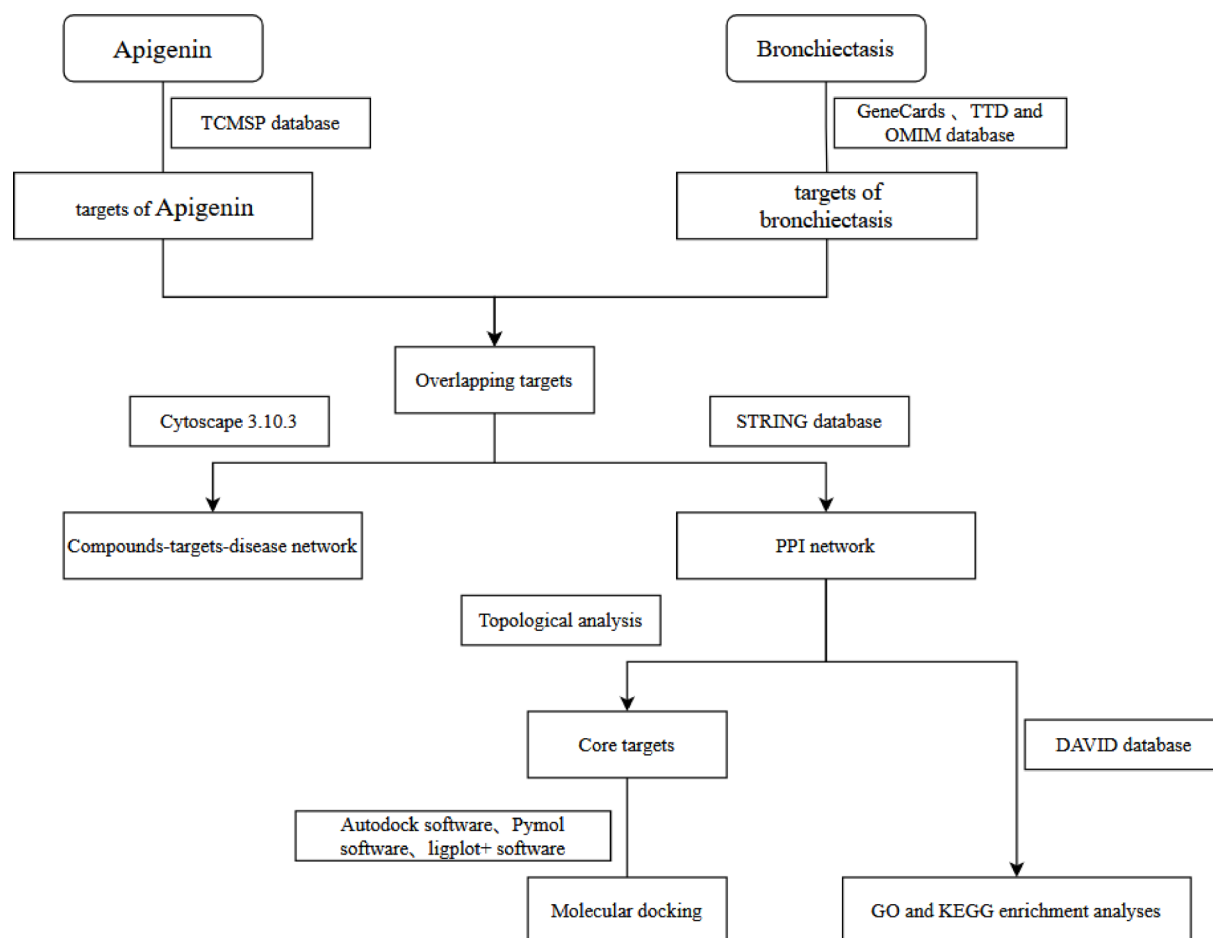 Apigenin
Bronchiectasis
TCMSP database
GeneCards 、TTD and
OMIM database
targets of Apigenin
targets of
bronchiectasis
Overlapping targets
Cytoscape 3.10.3
STRING database
Compounds-targets-disease network
PPI network
Topological analysis
Core targets
DAVID database
Autodock software、Pymol
software、ligplot+ software
Molecular docking
GO and KEGG enrichment analyses